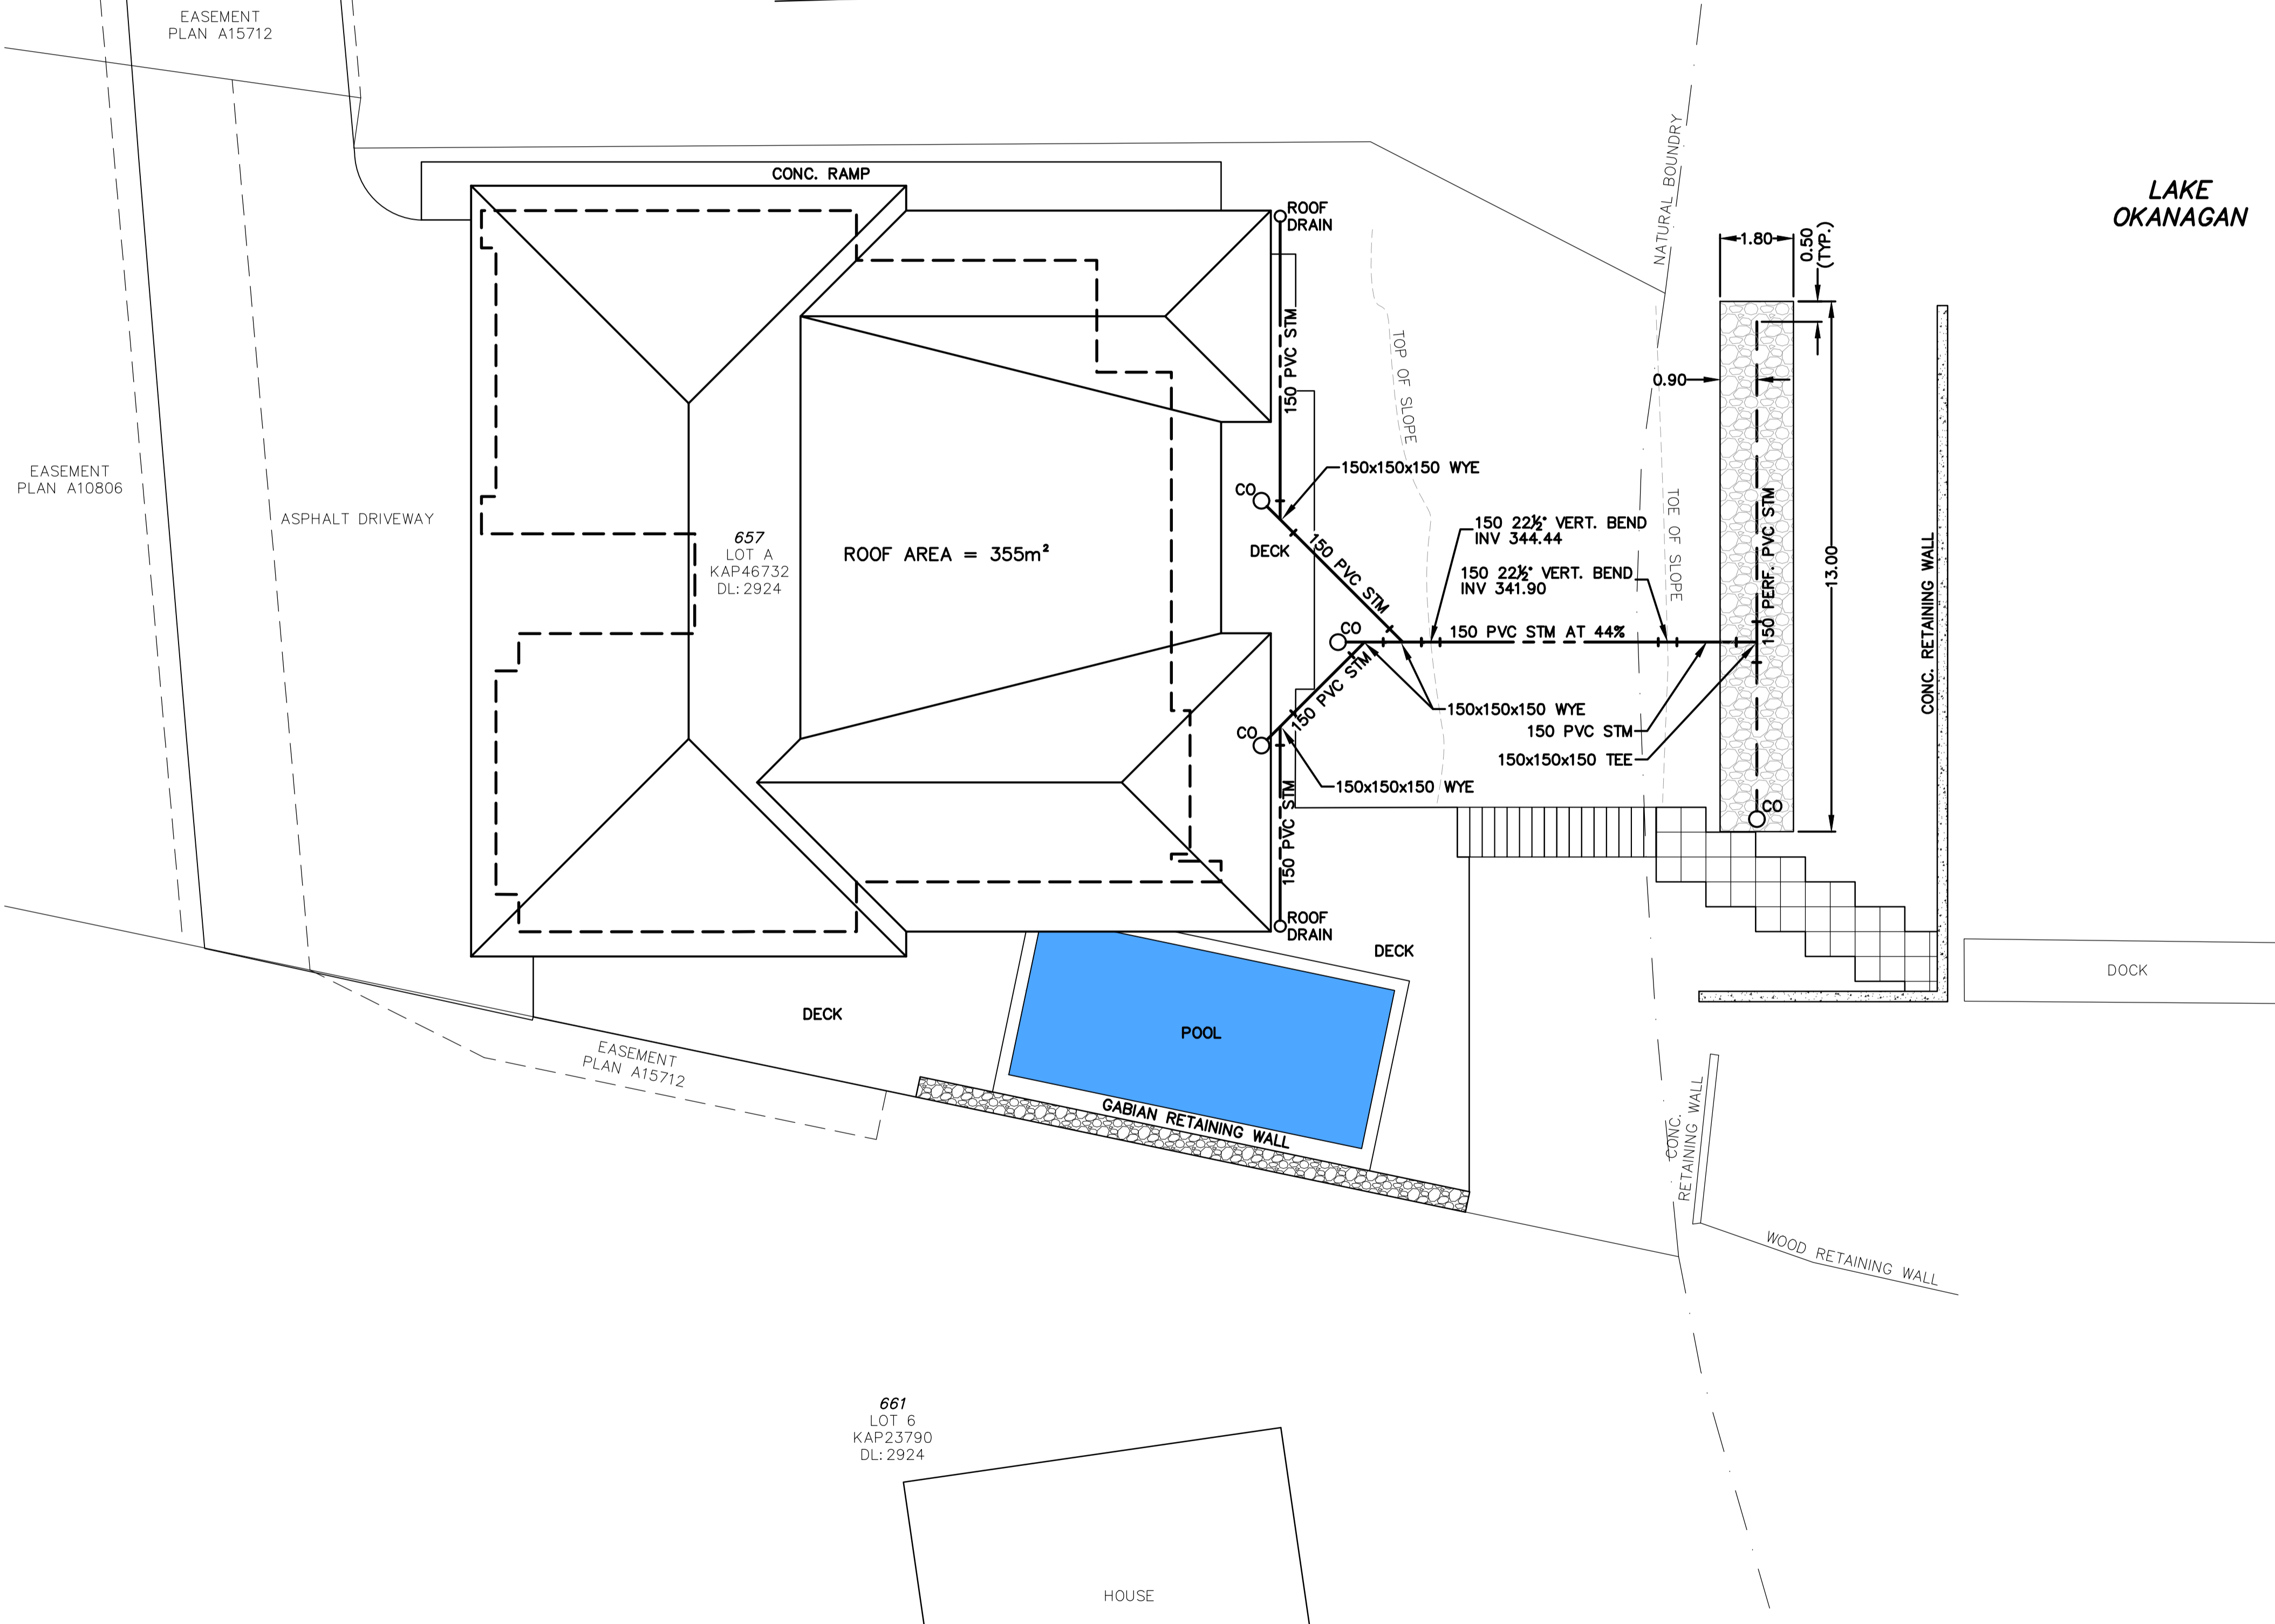 EASEMENT
PLAN A15712
CONC. RAMP
NATURAL BOUNDRY
LAKE
OKANAGAN
ROOF
DRAIN
1.80
0.50
(TYP.)
150 PVC STM
TOP OF SLOPE
0.90
EASEMENT
PLAN A10806
ASPHALT DRIVEWAY
657
LOT A
KAP46732
DL:2924
ROOF AREA = 355m²
CO
150x150x150 WYE
DECK
150 PVC STM
150 22½° VERT. BEND
INV 344.44
150 22½° VERT. BEND
INV 341.90
TOE OF SLOPE
150 PERF. PVC STM
13.00
CONC. RETAINING WALL
CO
150 PVC STM AT 44%
150 PVC STM
150x150x150 WYE
150 PVC STM
150x150x150 TEE
CO
150x150x150 WYE
150 PVC STM
CO
ROOF
DRAIN
DECK
DOCK
DECK
POOL
EASEMENT
PLAN A15712
GABIAN RETAINING WALL
CONC.
RETAINING WALL
WOOD RETAINING WALL
661
LOT 6
KAP23790
DL:2924
HOUSE